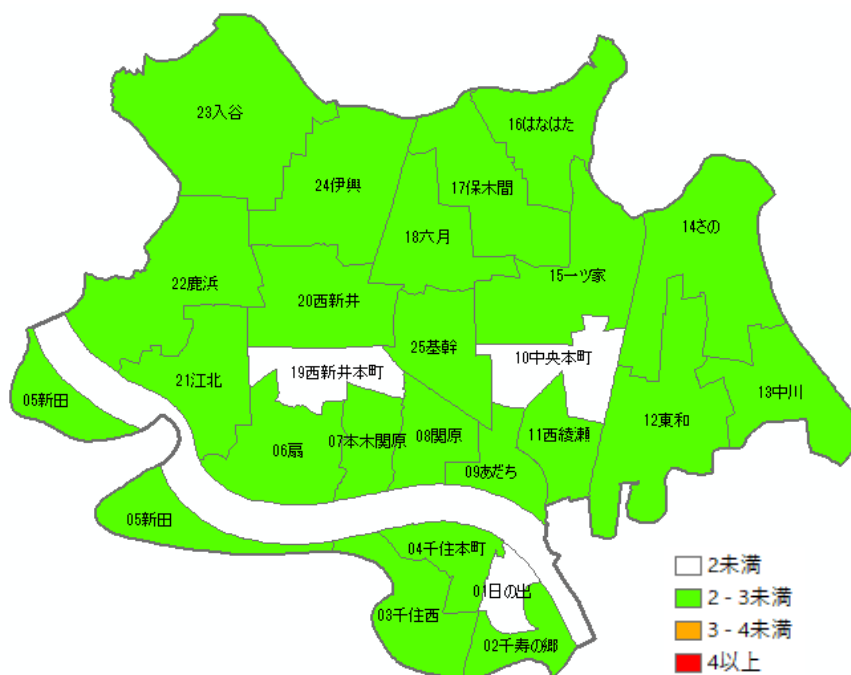 16はなはた
23入谷
24伊興
17保木間
14さの
18六月
15一ツ家
22鹿浜
20西新井
25基幹
10中央本町
19西新井本町
21江北
13中川
05新田
12東和
11西綾瀬
08関原
07本木関原
06扇
09あだち
05新田
04千住本町
01日の出
03千住西
02千寿の郷
2未満
2 - 3未満
3 - 4未満
4以上